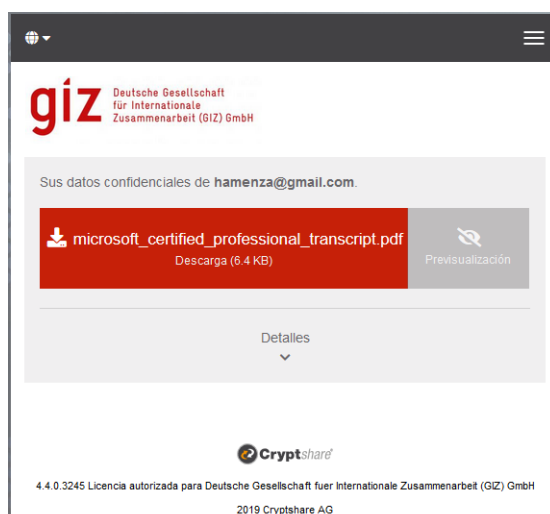 giz
Deutsche Gesellschaft
für Internationale
Zusammenarbeit (GIZ) GmbH
Sus datos confidenciales de hamenza@gmail.com.
microsoft_certified_professional_transcript.pdf
Descarga (6.4 KB)
Previsualización
Detalles
Cryptshare
4.4.0.3245 Licencia autorizada para Deutsche Gesellschaft fuer Internationale Zusammenarbeit (GIZ) GmbH
2019 Cryptshare AG